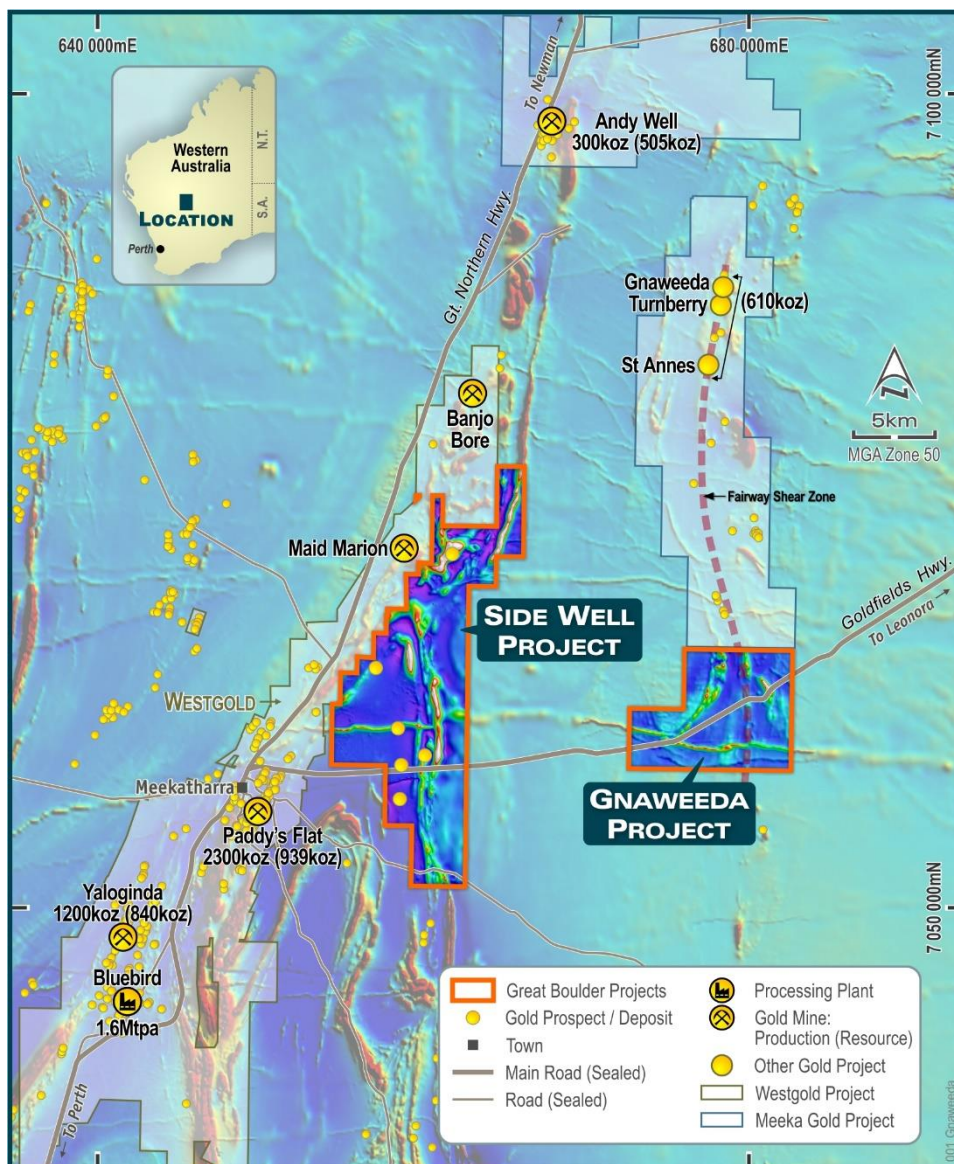 640 000mE
680 000mE
7 100 000mN
7 050 000mN
Western
Australia
N.T.
S.A.
LOCATION
Perth
To Newman
Andy Well
300koz (505koz)
Gt. Northern Hwy.
Gnaweeda
Turnberry
(610koz)
St Annes
5km
MGA Zone 50
Banjo
Bore
Fairway Shear Zone
Maid Marion
Goldfields Hwy.
To Leonora
SIDE WELL
PROJECT
WESTGOLD
GNAWEEDA
PROJECT
Meekatharra
Paddy's Flat
2300koz (939koz)
Yaloginda
1200koz (840koz)
Bluebird
1.6Mtpa
To Perth
Great Boulder Projects
Gold Prospect / Deposit
Town
Main Road (Sealed)
Road (Sealed)
Processing Plant
Gold Mine:
Production (Resource)
Other Gold Project
Westgold Project
Meeka Gold Project
001 Gnaweeda